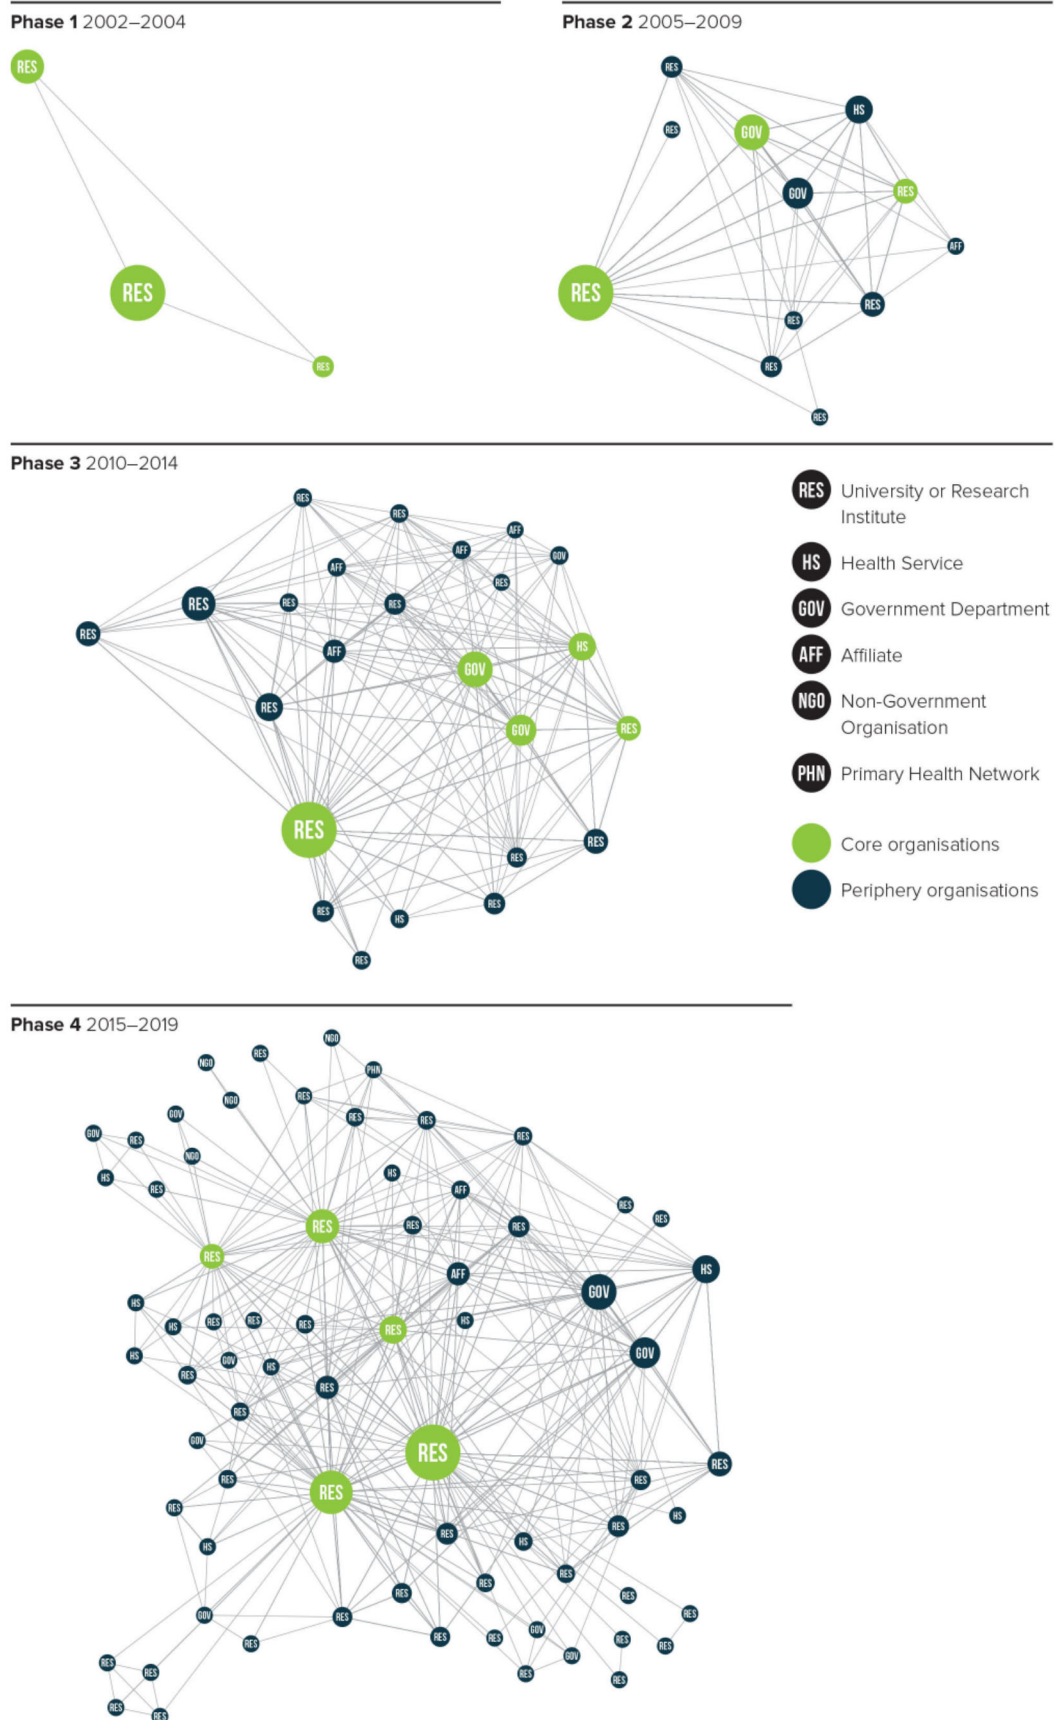 Phase 1 2002–2004
RES
RES
RES
Phase 2 2005–2009
RES
HS
RES
GOV
GOV
RES
AFF
RES
RES
RES
RES
RES
Phase 3 2010–2014
RES
RES
AFF
AFF
GOV
AFF
RES
RES
RES
RES
RES
HS
AFF
GOV
RES
RES
GOV
RES
RES
RES
RES
RES
HS
RES
RES University or Research
Institute
HS Health Service
GOV Government Department
AFF Affiliate
NGO Non-Government
Organisation
PHN Primary Health Network
Core organisations
Periphery organisations
Phase 4 2015–2019
NGO
RES
NGO
PHN
RES
NGO
GOV
RES
RES
GOV
RES
RES
NGO
HS
HS
RES
AFF
RES
RES
RES
RES
RES
RES
HS
AFF
GOV
HS
RES
RES
HS
RES
HS
RES
GOV
HS
GOV
HS
RES
RES
RES
GOV
RES
RES
RES
RES
RES
RES
HS
RES
RES
HS
HS
RES
RES
RES
RES
GOV
RES
RES
GOV
RES
RES
RES
RES
RES
GOV
RES
RES
RES
RES
RES
RES